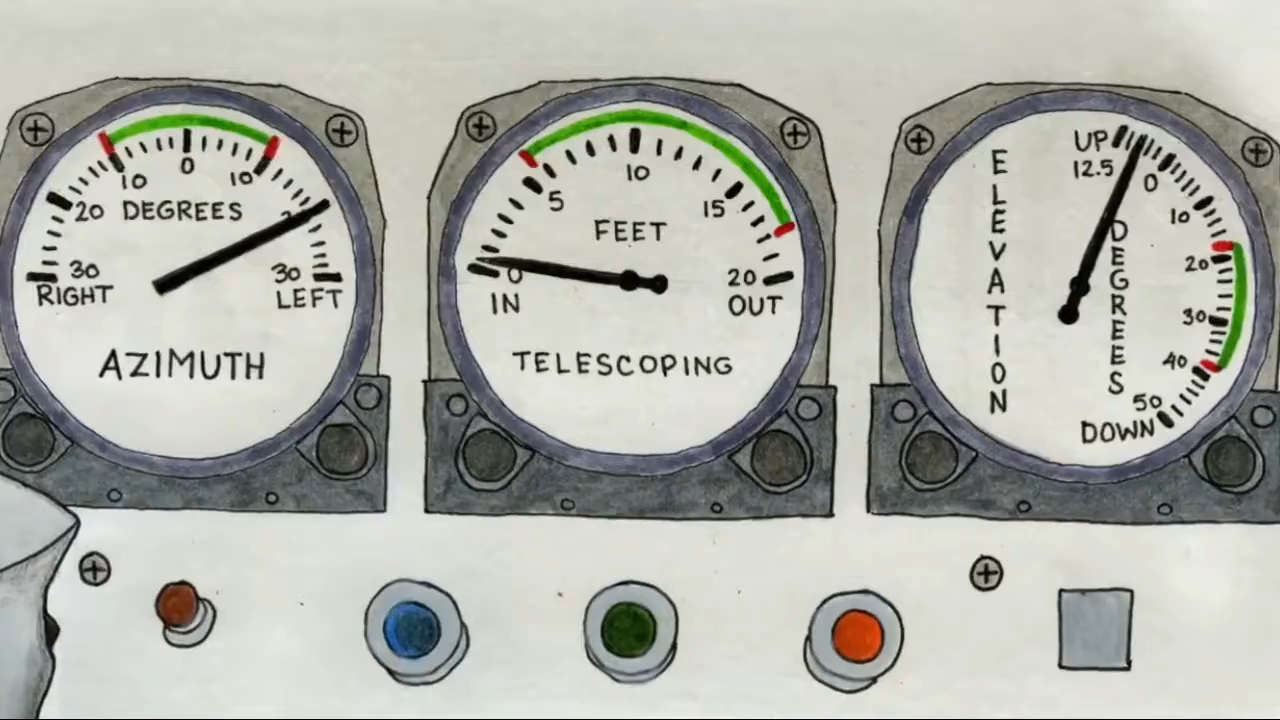 10 0 10
20 DEGREES
30 30
RIGHT LEFT
AZIMUTH
5 10 15
FEET
0 20
IN OUT
TELESCOPING
UP
12.5 0
10
20
30
40
50
DOWN
ELEVATION
DEGREES